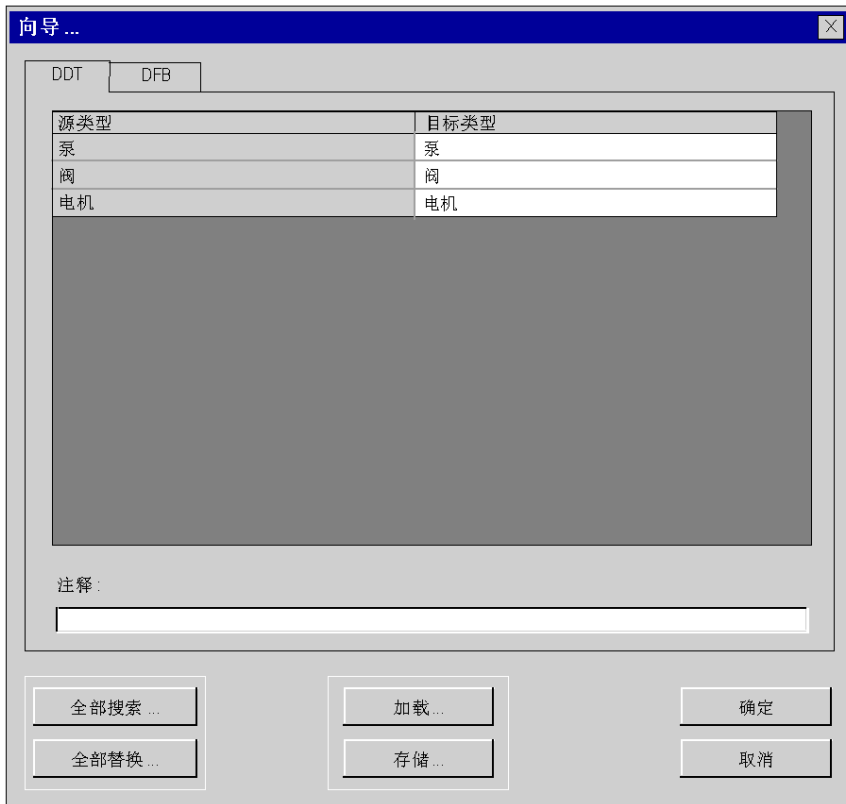 向导...
DDT DFB
源类型 目标类型
泵 泵
阀 阀
电机 电机
注释:
全部搜索... 加载... 确定
全部替换... 存储... 取消